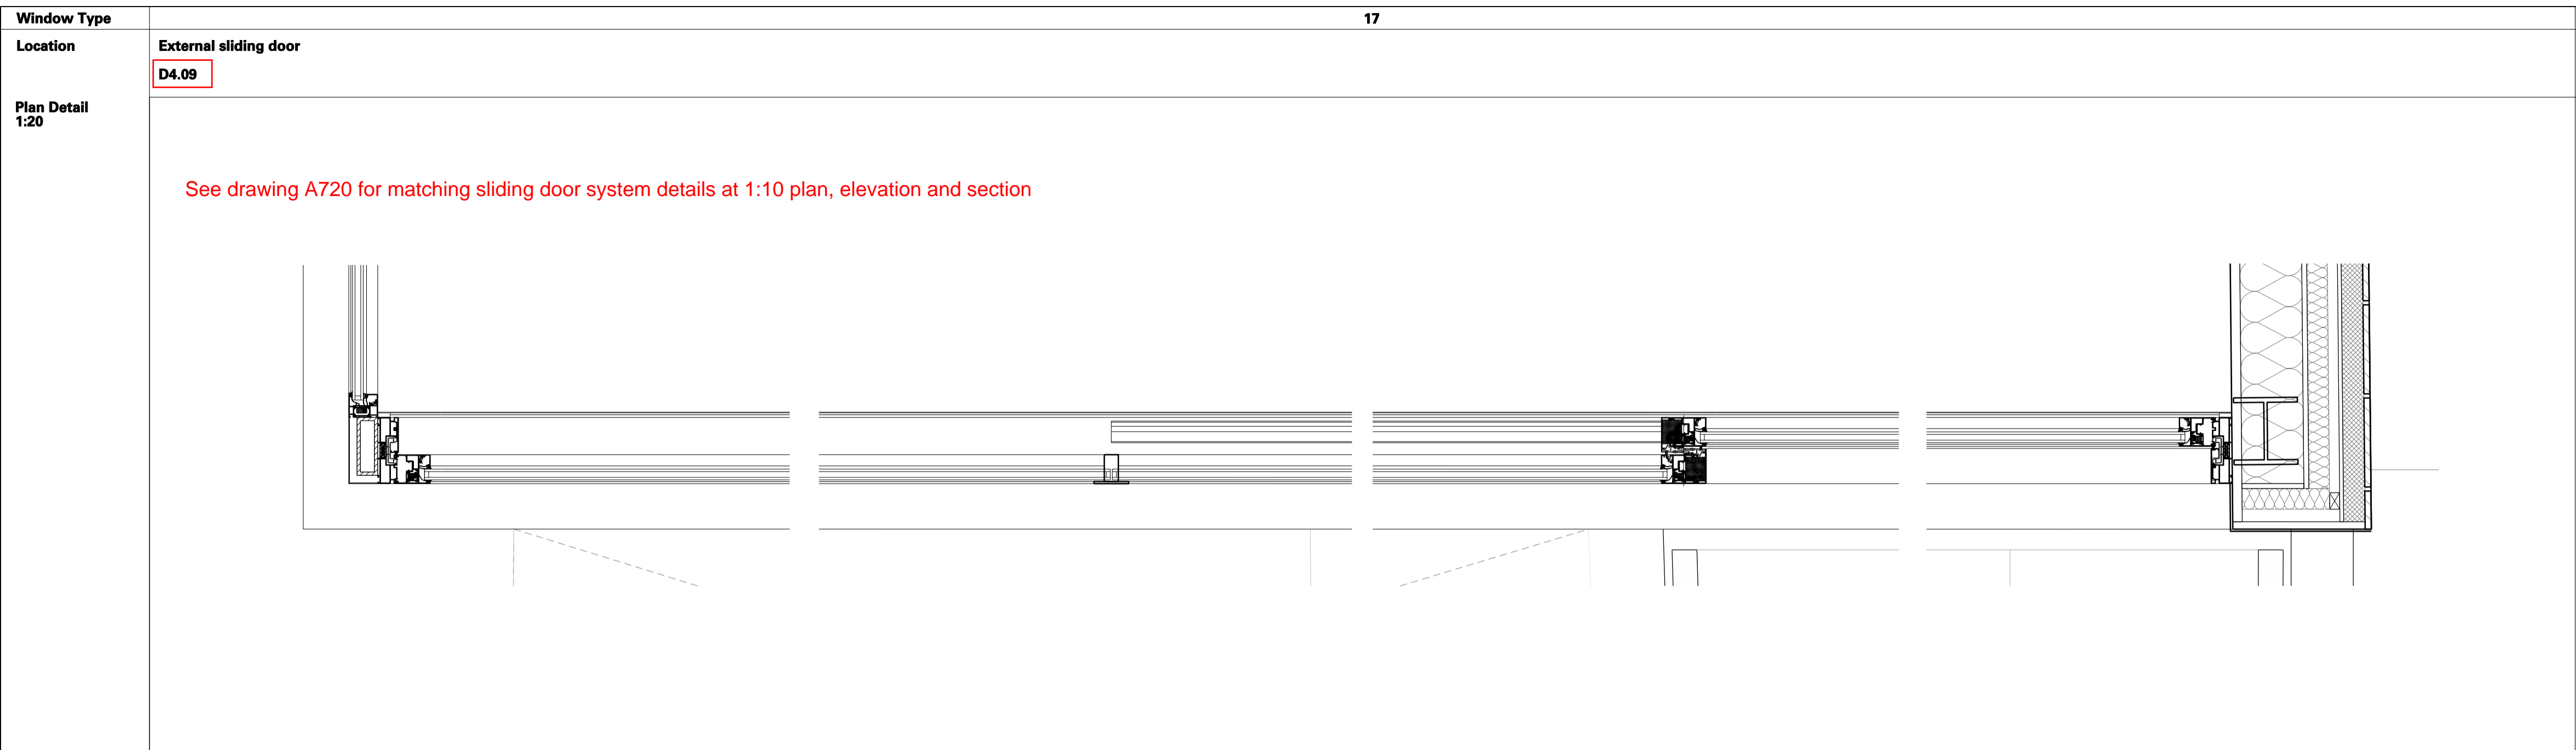 Window Type
17
Location
External sliding door
D4.09
Plan Detail
1:20
See drawing A720 for matching sliding door system details at 1:10 plan, elevation and section